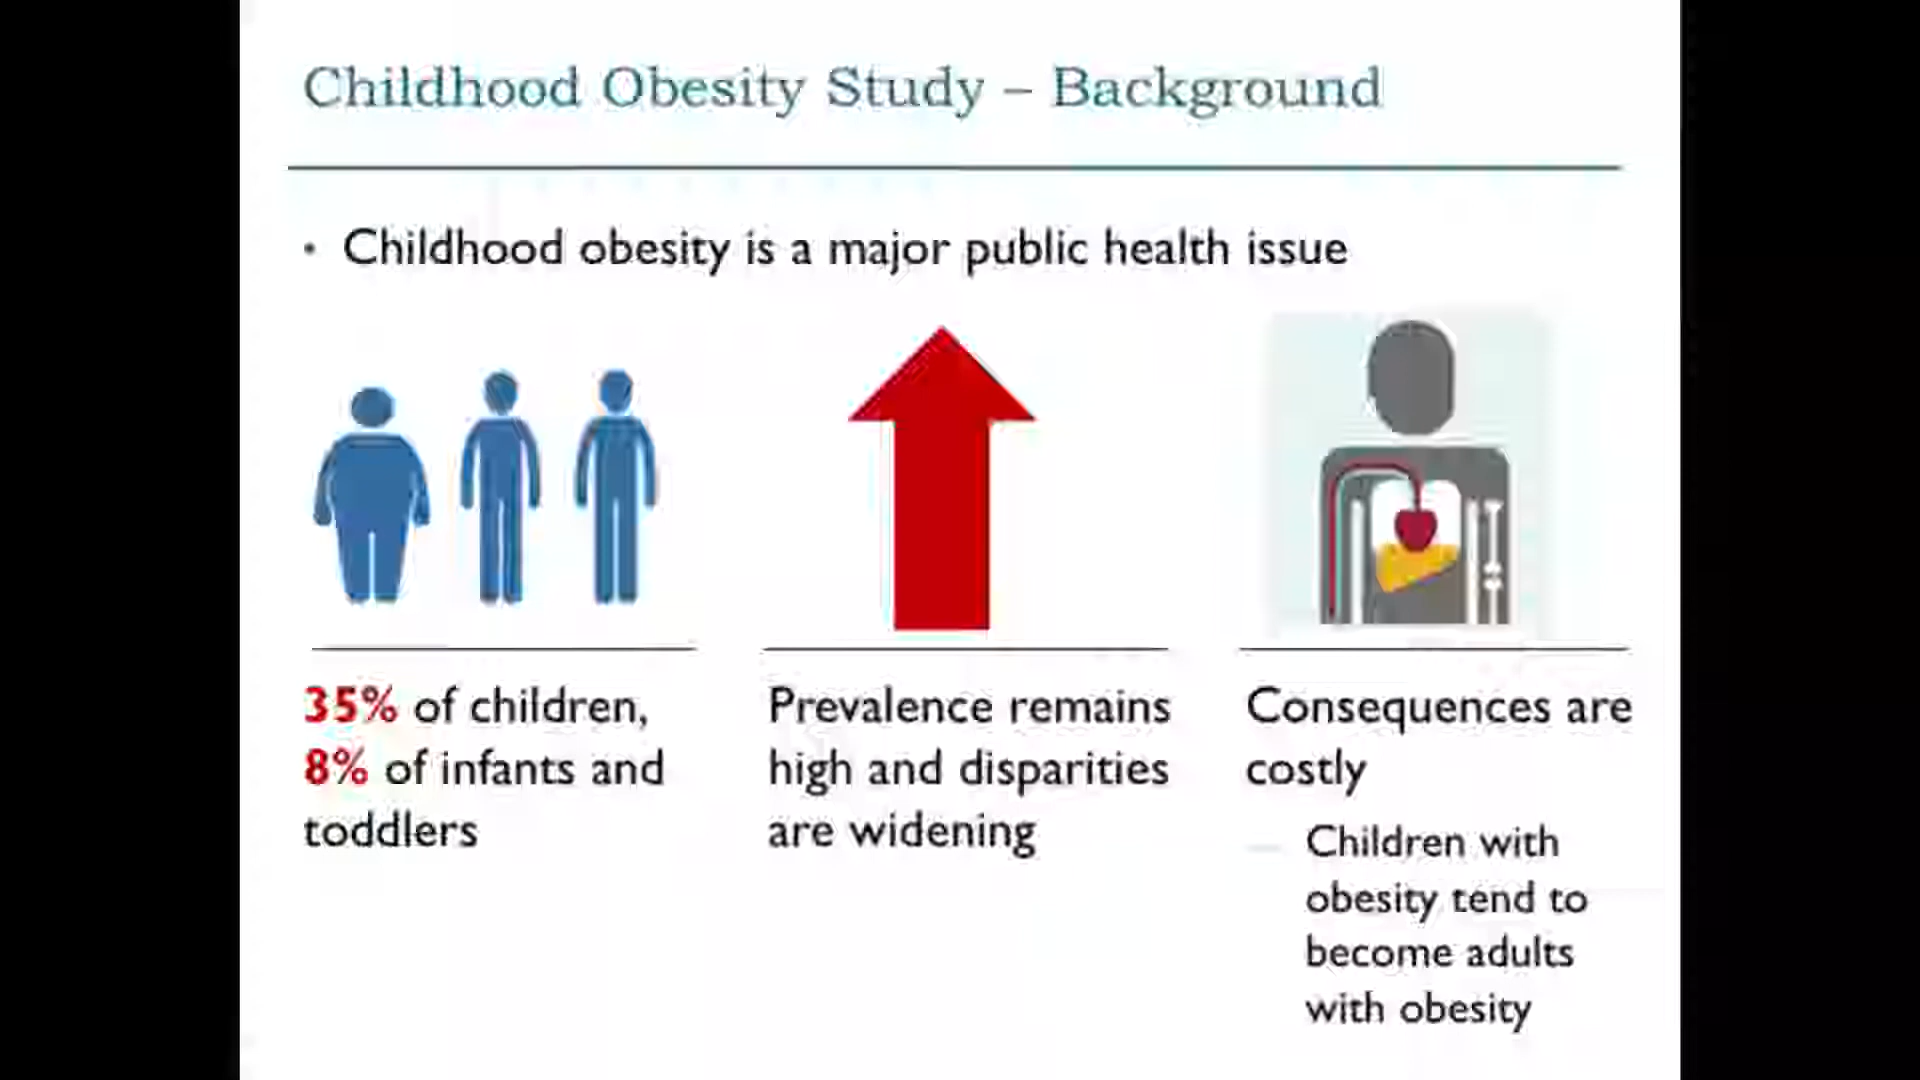 Childhood Obesity Study – Background
• Childhood obesity is a major public health issue
35% of children,
8% of infants and
toddlers
Prevalence remains
high and disparities
are widening
Consequences are
costly
– Children with
obesity tend to
become adults
with obesity